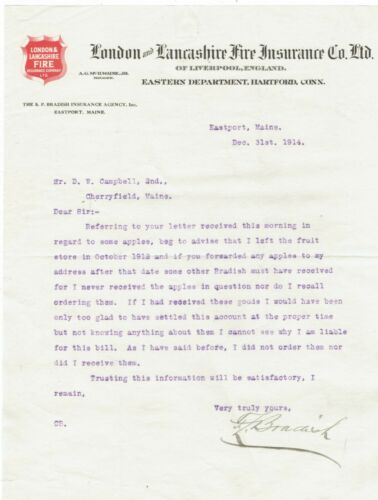 LONDON &
LANCASHIRE
FIRE
INSURANCE COMPANY
LTD.
London and Lancashire Fire Insurance Co. Ltd.
OF LIVERPOOL, ENGLAND.
A.G. McILWAINE, JR.
MANAGER.
EASTERN DEPARTMENT, HARTFORD, CONN.
THE S. P. BRADISH INSURANCE AGENCY, Inc.
EASTPORT, MAINE.
Eastport, Maine.
Dec. 31st. 1914.
Mr. D. W. Campbell, 2nd.,
Cherryfield, Maine.
Dear Sir:-
Referring to your letter received this morning in
regard to some apples, beg to advise that I left the fruit
store in October 1912 and if you forwarded any apples to my
address after that date some other Bradish must have received
for I never received the apples in question nor do I recall
ordering them. If I had received these goods I would have been
only too glad to have settled this account at the proper time
but not knowing anything about them I cannot see why I am liable
for this bill. As I have said before, I did not order them nor
did I receive them.
Trusting this information will be satisfactory, I
remain,
Very truly yours,
Bradish